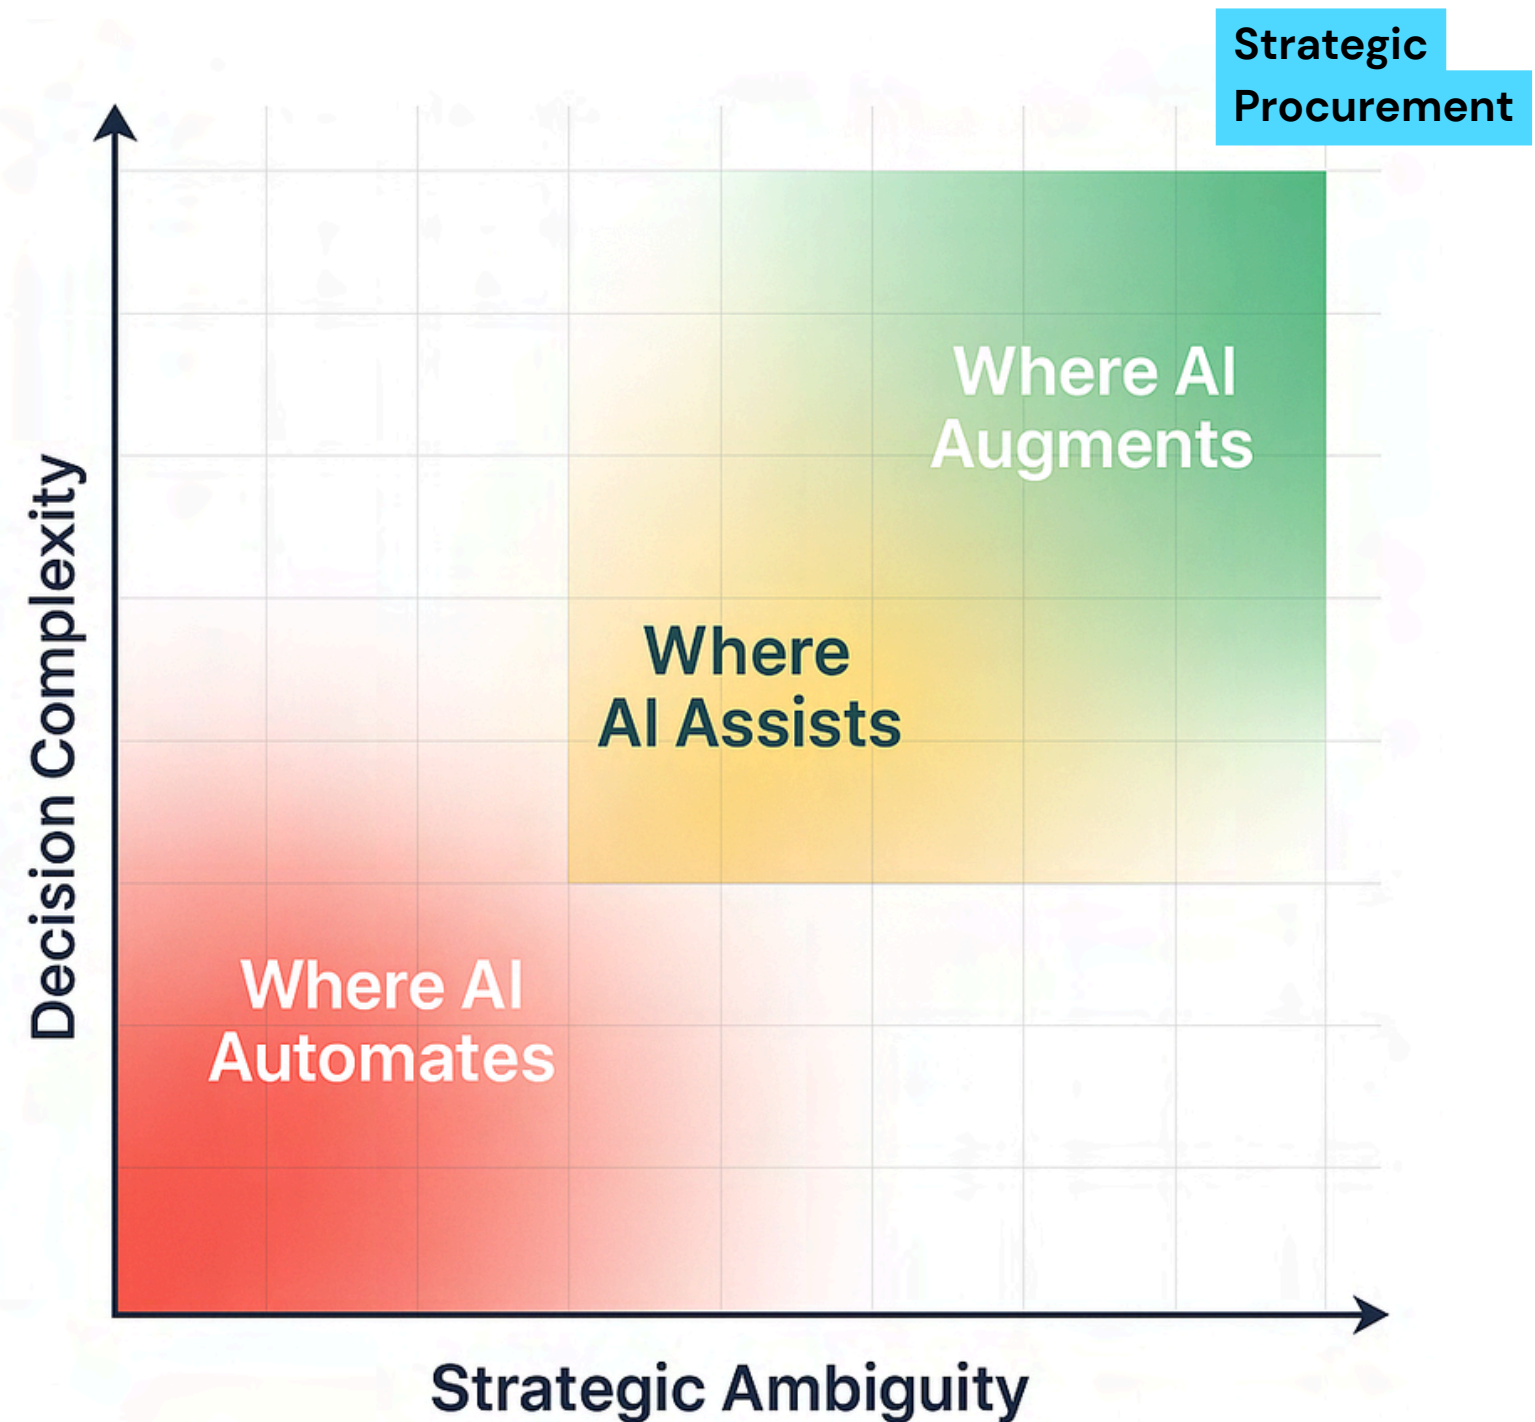 Strategic
Procurement
Where AI
Augments
Where
AI Assists
Where AI
Automates
Decision Complexity
Strategic Ambiguity